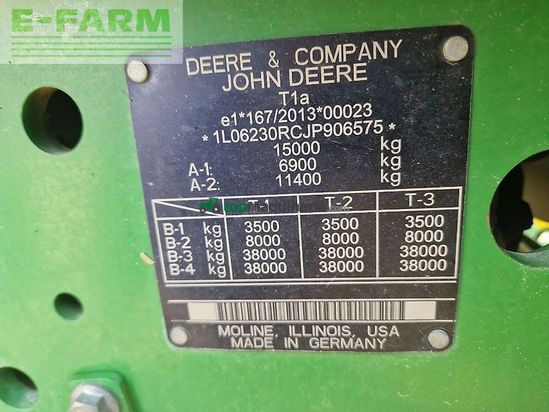 E-FARM
DEERE & COMPANY
JOHN DEERE
T1a
e1*167/2013*00023
*1L06230RCJP906575*
15000 kg
A-1: 6900 kg
A-2: 11400 kg
T-1 T-2 T-3
B-1 kg 3500 3500 3500
B-2 kg 8000 8000 8000
B-3 kg 38000 38000 38000
B-4 kg 38000 38000 38000
MOLINE, ILLINOIS, USA
MADE IN GERMANY